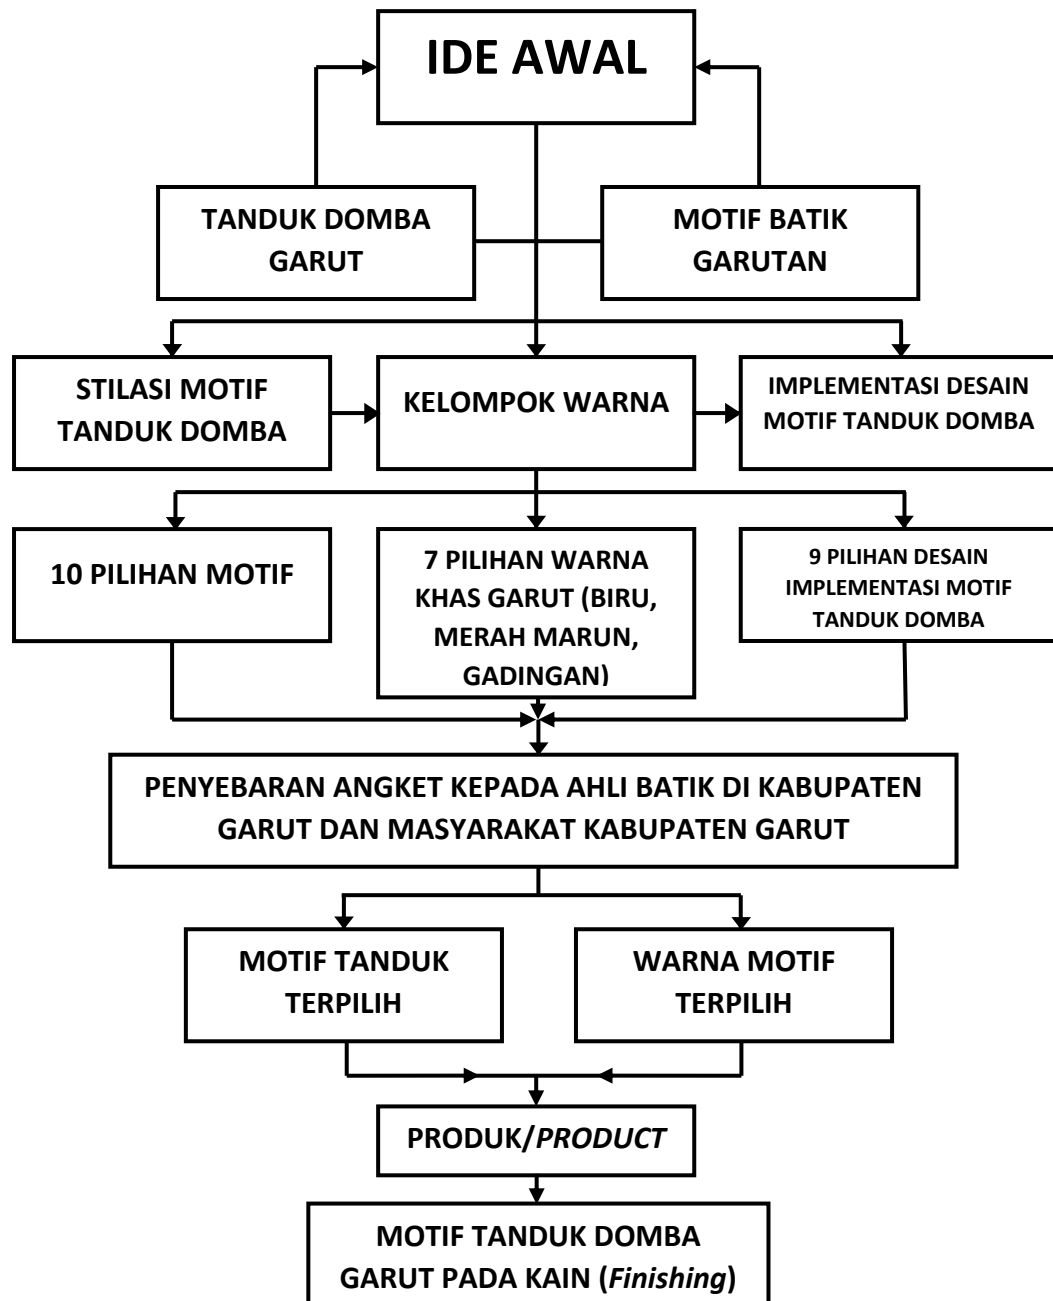 IDE AWAL
TANDUK DOMBA
GARUT
MOTIF BATIK
GARUTAN
STILASI MOTIF
TANDUK DOMBA
KELOMPOK WARNA
IMPLEMENTASI DESAIN
MOTIF TANDUK DOMBA
10 PILIHAN MOTIF
7 PILIHAN WARNA
KHAS GARUT (BIRU,
MERAH MARUN,
GADINGAN)
9 PILIHAN DESAIN
IMPLEMENTASI MOTIF
TANDUK DOMBA
PENYEBARAN ANGKET KEPADA AHLI BATIK DI KABUPATEN
GARUT DAN MASYARAKAT KABUPATEN GARUT
MOTIF TANDUK
TERPILIH
WARNA MOTIF
TERPILIH
PRODUK/PRODUCT
MOTIF TANDUK DOMBA
GARUT PADA KAIN (Finishing)